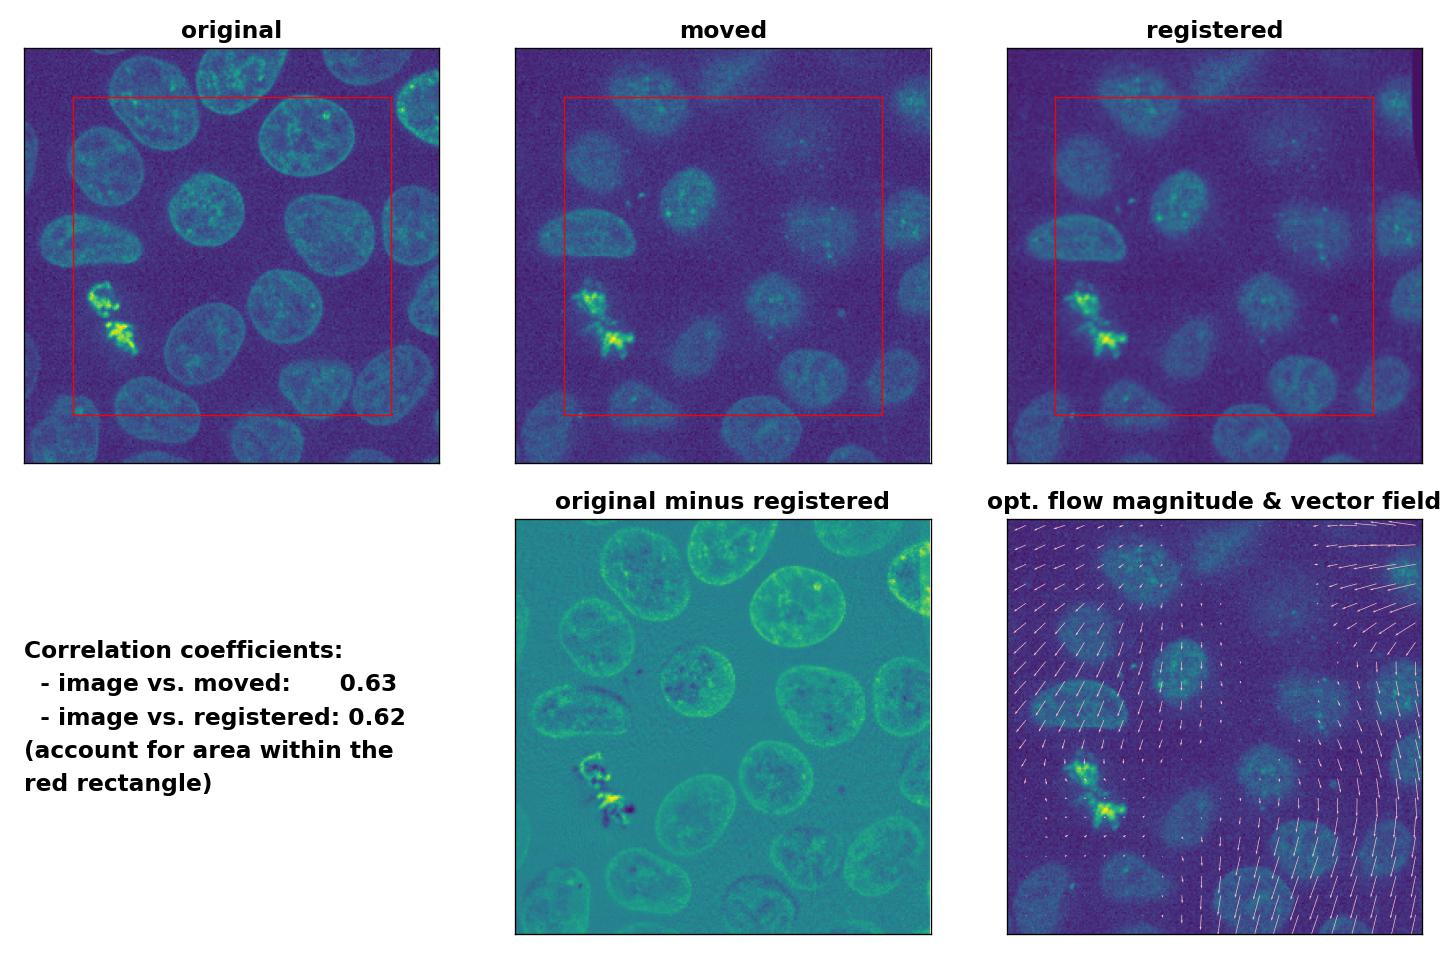 original
moved
registered
original minus registered
opt. flow magnitude & vector field
Correlation coefficients:
- image vs. moved: 0.63
- image vs. registered: 0.62
(account for area within the
red rectangle)